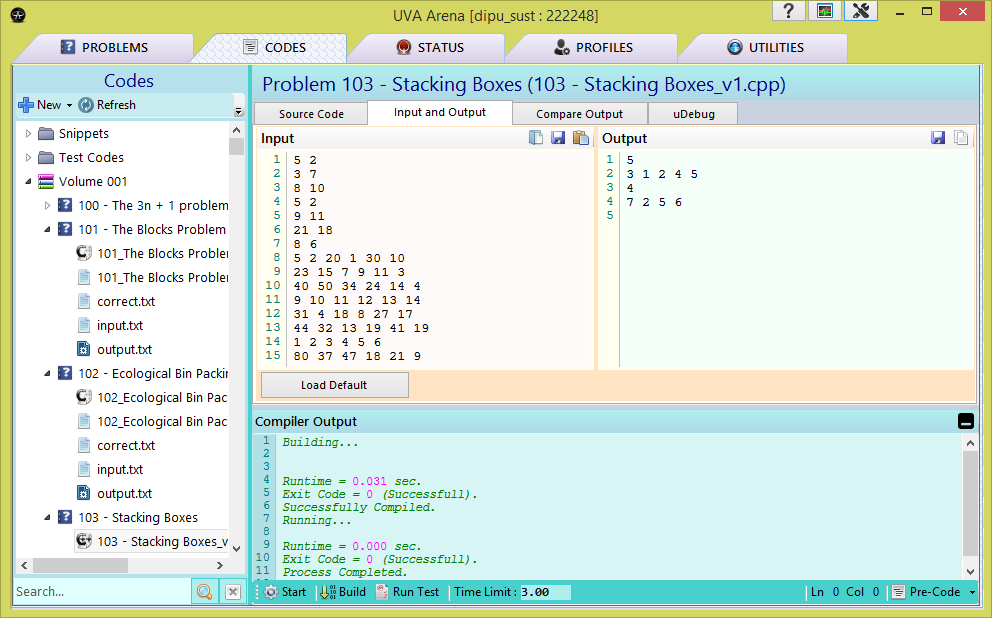 UVA Arena [dipu_sust : 222248]
?
PROBLEMS
CODES
STATUS
PROFILES
UTILITIES
Codes
New
Refresh
Snippets
Test Codes
Volume 001
100 - The 3n + 1 problem
101 - The Blocks Problem
101_The Blocks Probler
101_The Blocks Probler
correct.txt
input.txt
output.txt
102 - Ecological Bin Packir
102_Ecological Bin Pac
102_Ecological Bin Pac
correct.txt
input.txt
output.txt
103 - Stacking Boxes
103 - Stacking Boxes_v
Search...
Problem 103 - Stacking Boxes (103 - Stacking Boxes_v1.cpp)
Source Code
Input and Output
Compare Output
uDebug
Input
1 5 2
2 3 7
3 8 10
4 5 2
5 9 11
6 21 18
7 8 6
8 5 2 20 1 30 10
9 23 15 7 9 11 3
10 40 50 34 24 14 4
11 9 10 11 12 13 14
12 31 4 18 8 27 17
13 44 32 13 19 41 19
14 1 2 3 4 5 6
15 80 37 47 18 21 9
Output
1 5
2 3 1 2 4 5
3 4
4 7 2 5 6
5
Load Default
Compiler Output
1 Building...
2
3
4 Runtime = 0.031 sec.
5 Exit Code = 0 (Successfull).
6 Successfully Compiled.
7 Running...
8
9 Runtime = 0.000 sec.
10 Exit Code = 0 (Successfull).
11 Process Completed.
Start
Build
Run Test
Time Limit : 3.00
Ln 0 Col 0
Pre-Code